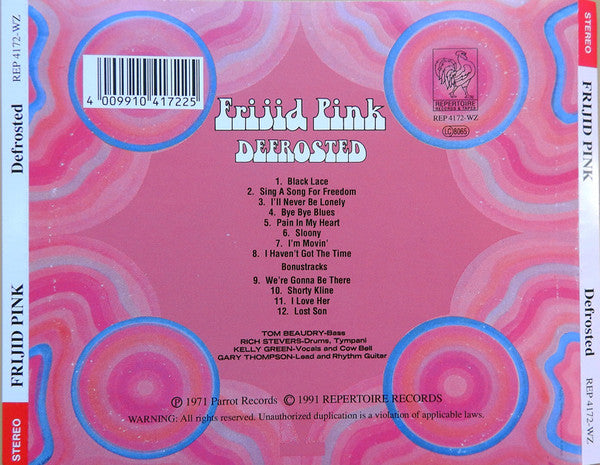 STEREO
FRIJID PINK
Defrosted
REP 4172-WZ
4 009910 417225
REPERTOIRE
RECORDS & TAPES
REP 4172-WZ
LC 6065
Frijid Pink
DEFROSTED
1. Black Lace
2. Sing A Song For Freedom
3. I'll Never Be Lonely
4. Bye Bye Blues
5. Pain In My Heart
6. Sloony
7. I'm Movin'
8. I Haven't Got The Time
Bonustracks
9. We're Gonna Be There
10. Shorty Kline
11. I Love Her
12. Lost Son
TOM BEAUDRY-Bass
RICH STEVERS-Drums, Tympani
KELLY GREEN-Vocals and Cow Bell
GARY THOMPSON-Lead and Rhythm Guitar
Ⓟ 1971 Parrot Records © 1991 REPERTOIRE RECORDS
WARNING: All rights reserved. Unauthorized duplication is a violation of applicable laws.
STEREO
FRIJID PINK
Defrosted
REP 4172-WZ